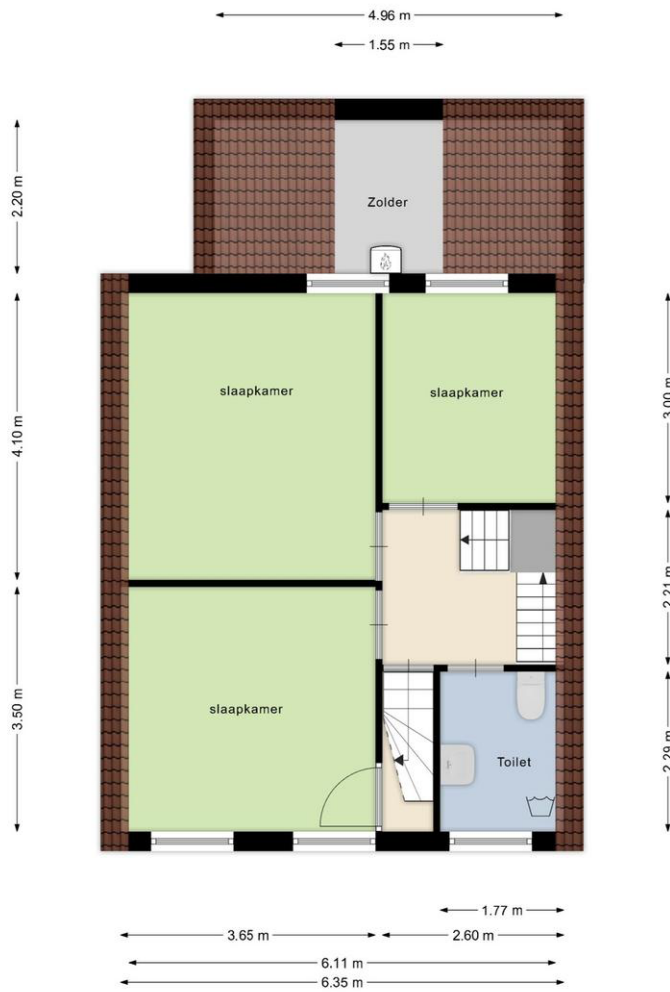 4.96 m
1.55 m
2.20 m
Zolder
4.10 m
3.00 m
slaapkamer
slaapkamer
2.21 m
3.50 m
slaapkamer
2.29 m
Toilet
1.77 m
3.65 m
2.60 m
6.11 m
6.35 m